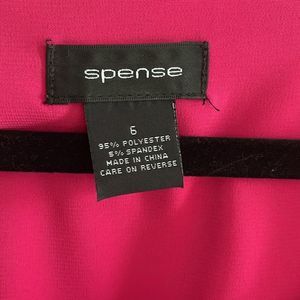 spense
6
95% POLYESTER
5% SPANDEX
MADE IN CHINA
CARE ON REVERSE